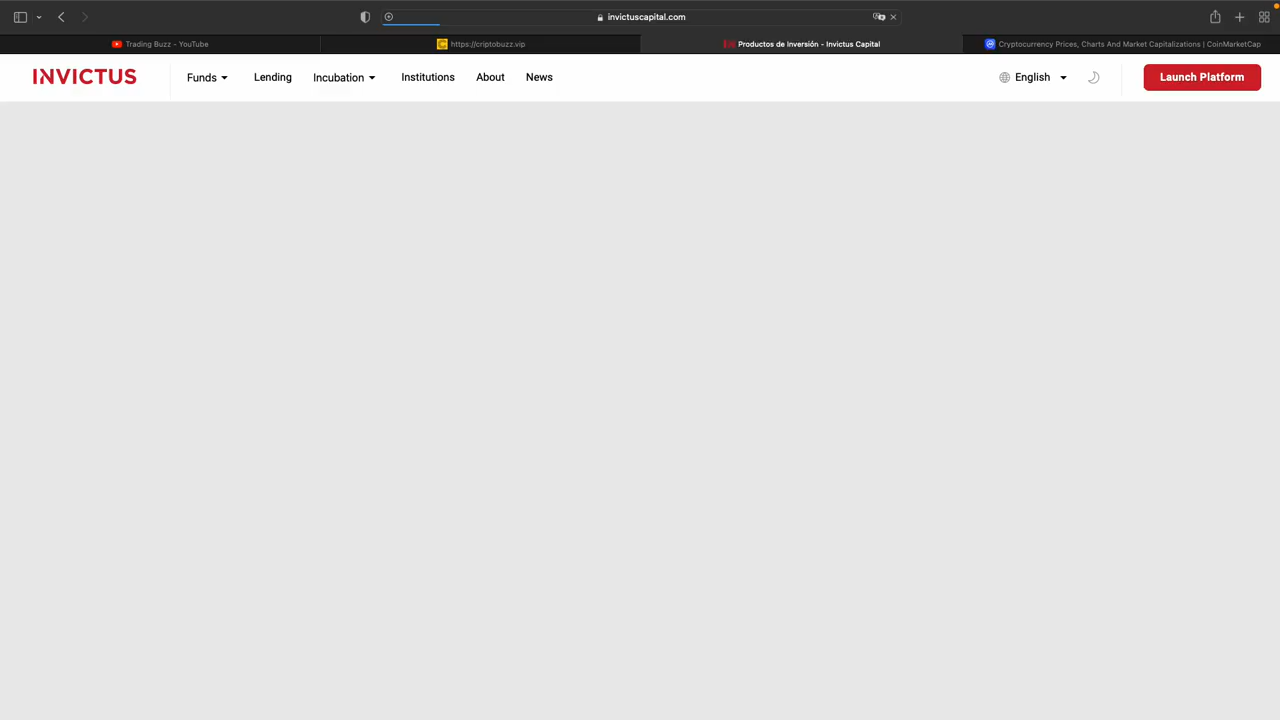 invictuscapital.com
Trading Buzz - YouTube
https://criptobuzz.vip
Productos de Inversión - Invictus Capital
Cryptocurrency Prices, Charts And Market Capitalizations | CoinMarketCap
INVICTUS
Funds
Lending
Incubation
Institutions
About
News
English
Launch Platform